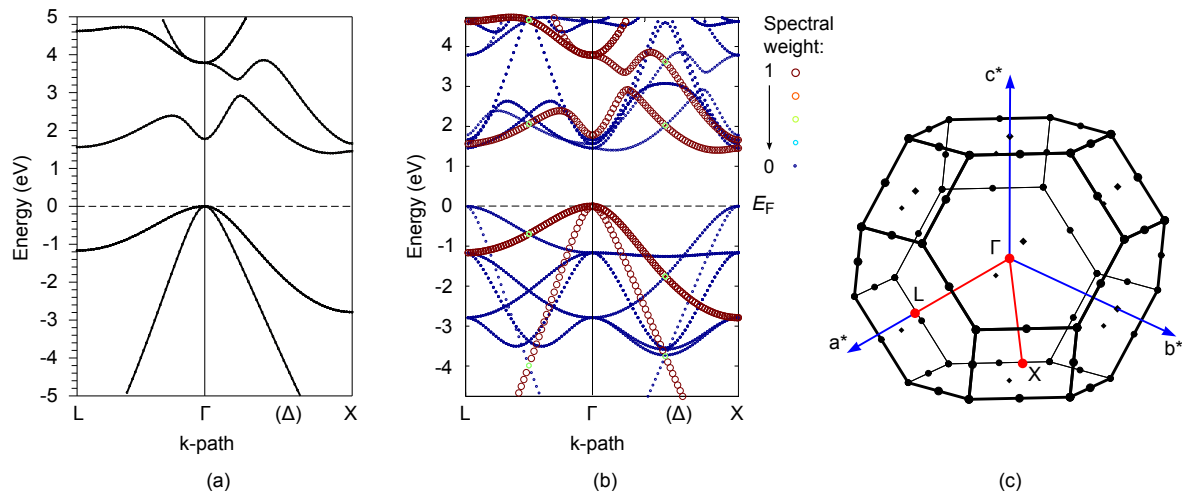 5
4
3
2
1
0
-1
-2
-3
-4
-5
Energy (eV)
L
Γ
(Δ)
X
k-path
(a)
4
3
2
1
0
-1
-2
-3
-4
Energy (eV)
L
Γ
(Δ)
X
k-path
(b)
Spectral
weight:
1
0
E_F
c*
Γ
L
a*
b*
X
(c)